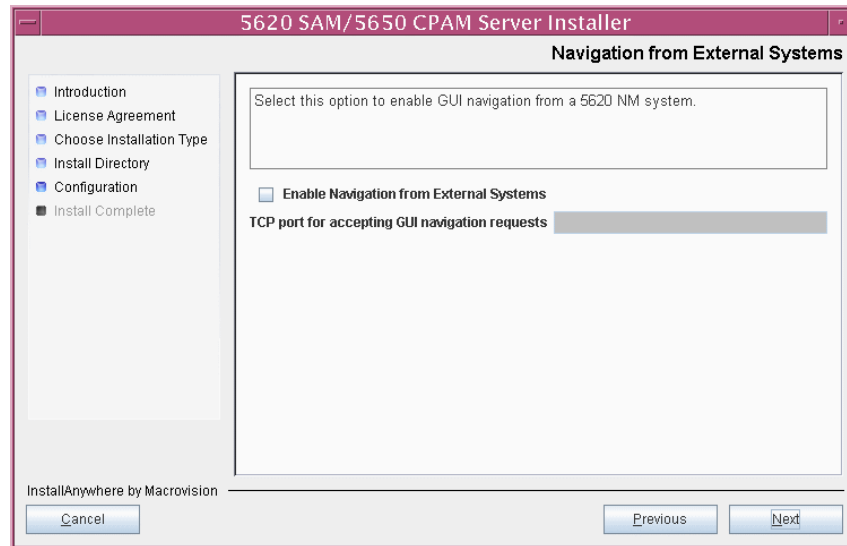 5620 SAM/5650 CPAM Server Installer
Navigation from External Systems
Introduction
License Agreement
Choose Installation Type
Install Directory
Configuration
Install Complete
Select this option to enable GUI navigation from a 5620 NM system.
Enable Navigation from External Systems
TCP port for accepting GUI navigation requests
InstallAnywhere by Macrovision
Cancel
Previous
Next